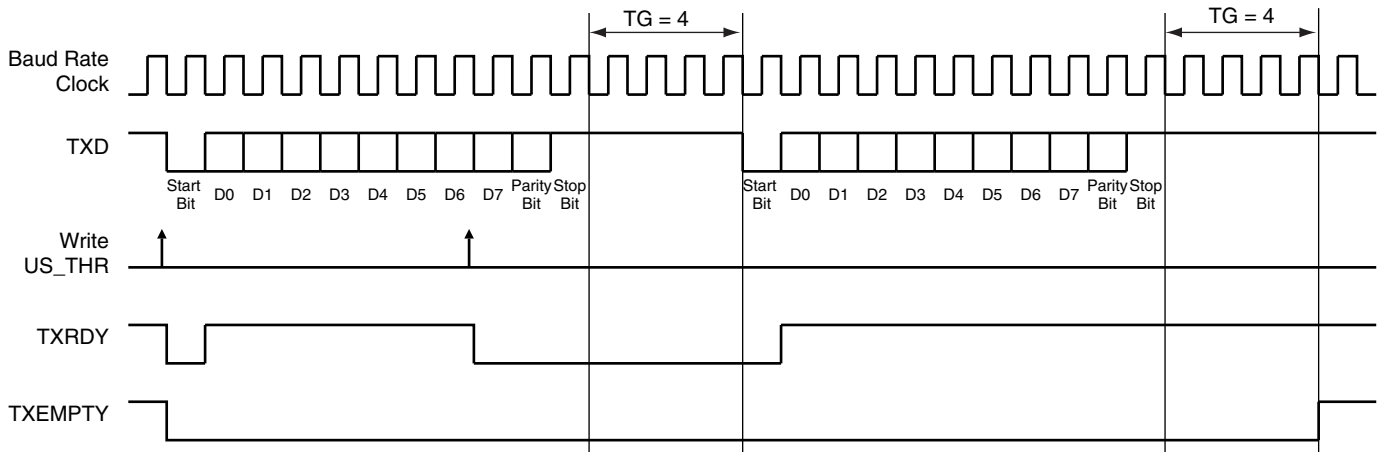 TG = 4
TG = 4
Baud Rate
Clock
TXD
Start
Bit
D0
D1
D2
D3
D4
D5
D6
D7
Parity
Bit
Stop
Bit
Start
Bit
D0
D1
D2
D3
D4
D5
D6
D7
Parity
Bit
Stop
Bit
Write
US_THR
TXRDY
TXEMPTY